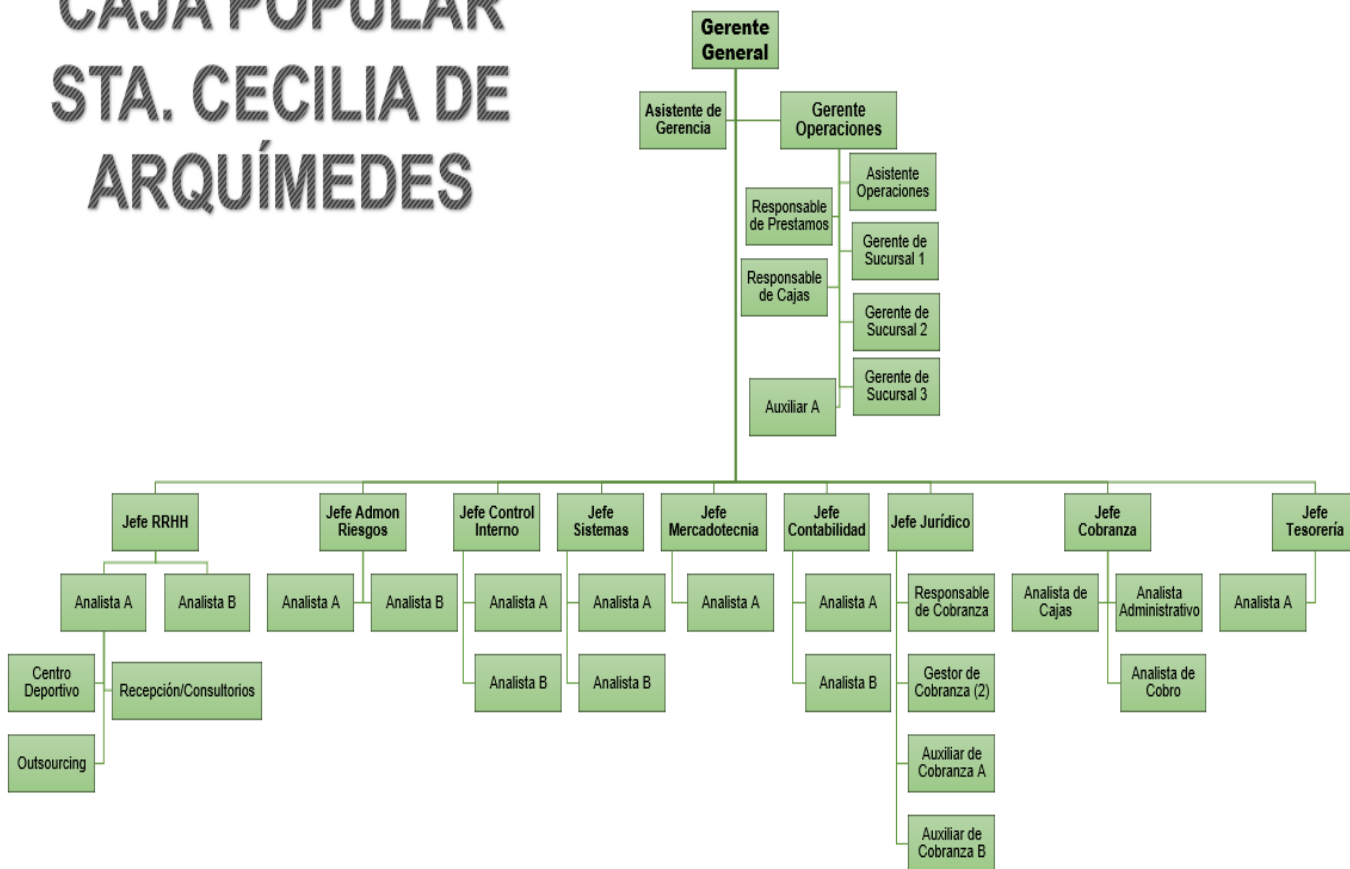 CAJA POPULAR
STA. CECILIA DE
ARQUÍMEDES
Gerente
General
Asistente de
Gerencia
Gerente
Operaciones
Asistente
Operaciones
Responsable
de Prestamos
Gerente de
Sucursal 1
Responsable
de Cajas
Gerente de
Sucursal 2
Gerente de
Sucursal 3
Auxiliar A
Jefe RRHH
Jefe Admon
Riesgos
Jefe Control
Interno
Jefe
Sistemas
Jefe
Mercadotecnia
Jefe
Contabilidad
Jefe Jurídico
Jefe
Cobranza
Jefe
Tesorería
Analista A
Analista B
Analista A
Analista B
Analista A
Analista A
Analista A
Analista A
Responsable
de Cobranza
Analista de
Cajas
Analista
Administrativo
Analista A
Centro
Deportivo
Recepción/Consultorios
Analista B
Analista B
Analista B
Gestor de
Cobranza (2)
Analista de
Cobro
Outsourcing
Auxiliar de
Cobranza A
Auxiliar de
Cobranza B